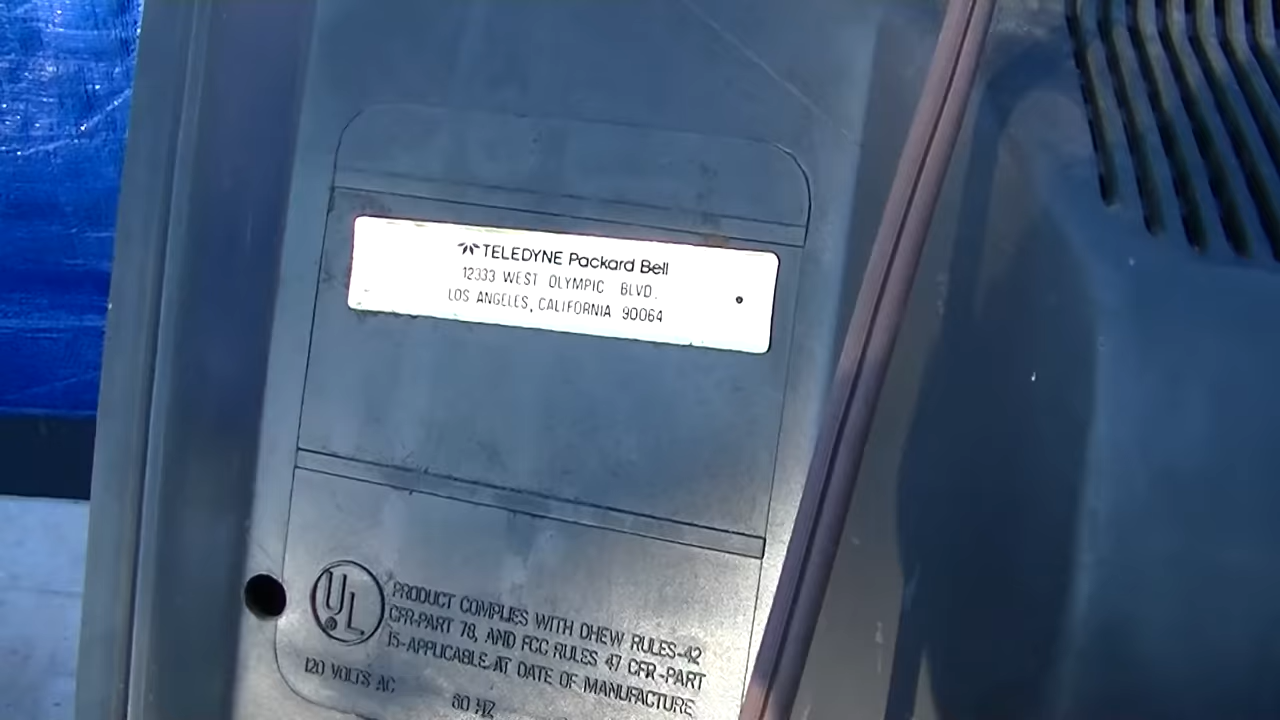 TELEDYNE Packard Bell
12333 WEST OLYMPIC BLVD.
LOS ANGELES, CALIFORNIA 90064
UL
PRODUCT COMPLIES WITH DHEW RULES-42
CFR-PART 78, AND FCC RULES 47 CFR-PART
15-APPLICABLE AT DATE OF MANUFACTURE
120 VOLTS AC 60 HZ